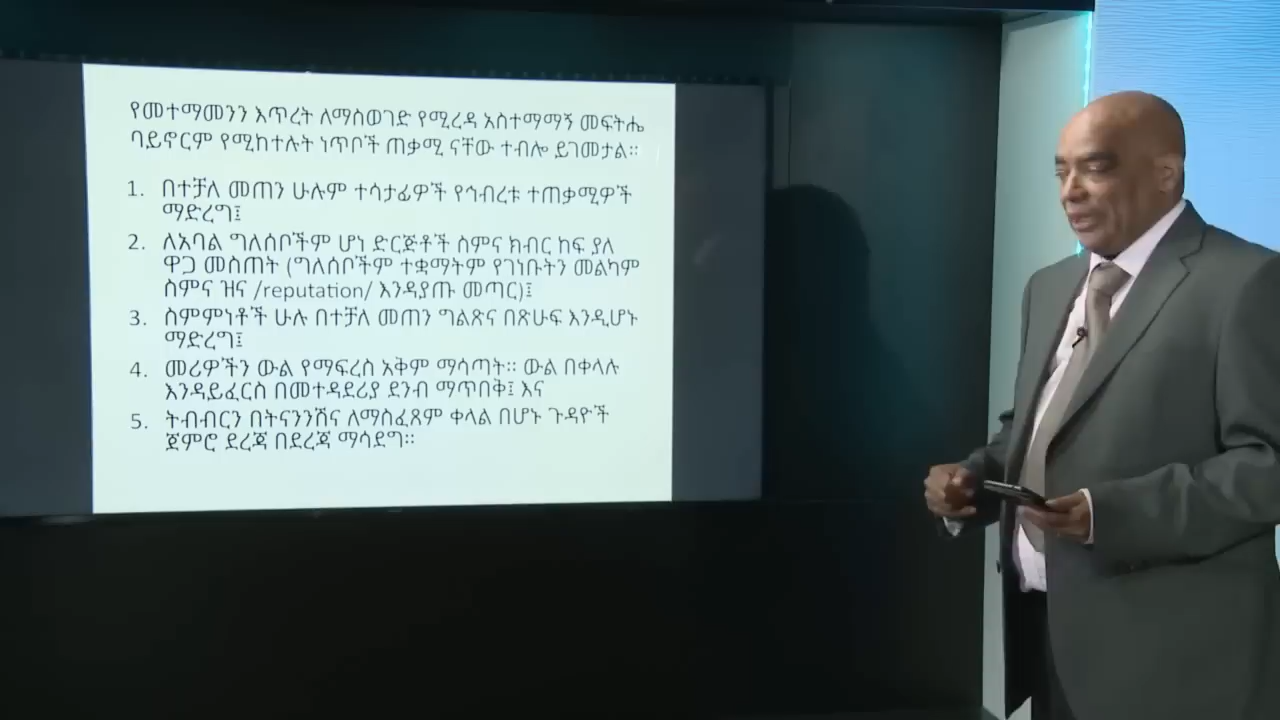 የመተማመንን እጥረት ለማስወገድ የሚረዳ አስተማማኝ መፍትሔ
ባይኖርም የሚከተሉት ነጥቦች ጠቃሚ ናቸው ተብሎ ይገመታል።
1. በተቻለ መጠን ሁሉም ተሳታፊዎች የኅብረቱ ተጠቃሚዎች
ማድረግ፤
2. ለአባል ግለሰቦችም ሆነ ድርጅቶች ስምና ክብር ከፍ ያለ
ዋጋ መስጠት (ግለሰቦችም ተቋማትም የገነቡትን መልካም
ስምና ዝና /reputation/ እንዳያጡ መጣር)፤
3. ስምምነቶች ሁሉ በተቻለ መጠን ግልጽና በጽሁፍ እንዲሆኑ
ማድረግ፤
4. መሪዎችን ውል የማፍረስ አቅም ማሳጣት። ውል በቀላሉ
እንዳይፈርስ በመተዳደሪያ ደንብ ማጥበቅ፤ እና
5. ትብብርን በትናንንሽና ለማስፈጸም ቀላል በሆኑ ጉዳዮች
ጀምሮ ደረጃ በደረጃ ማሳደግ።